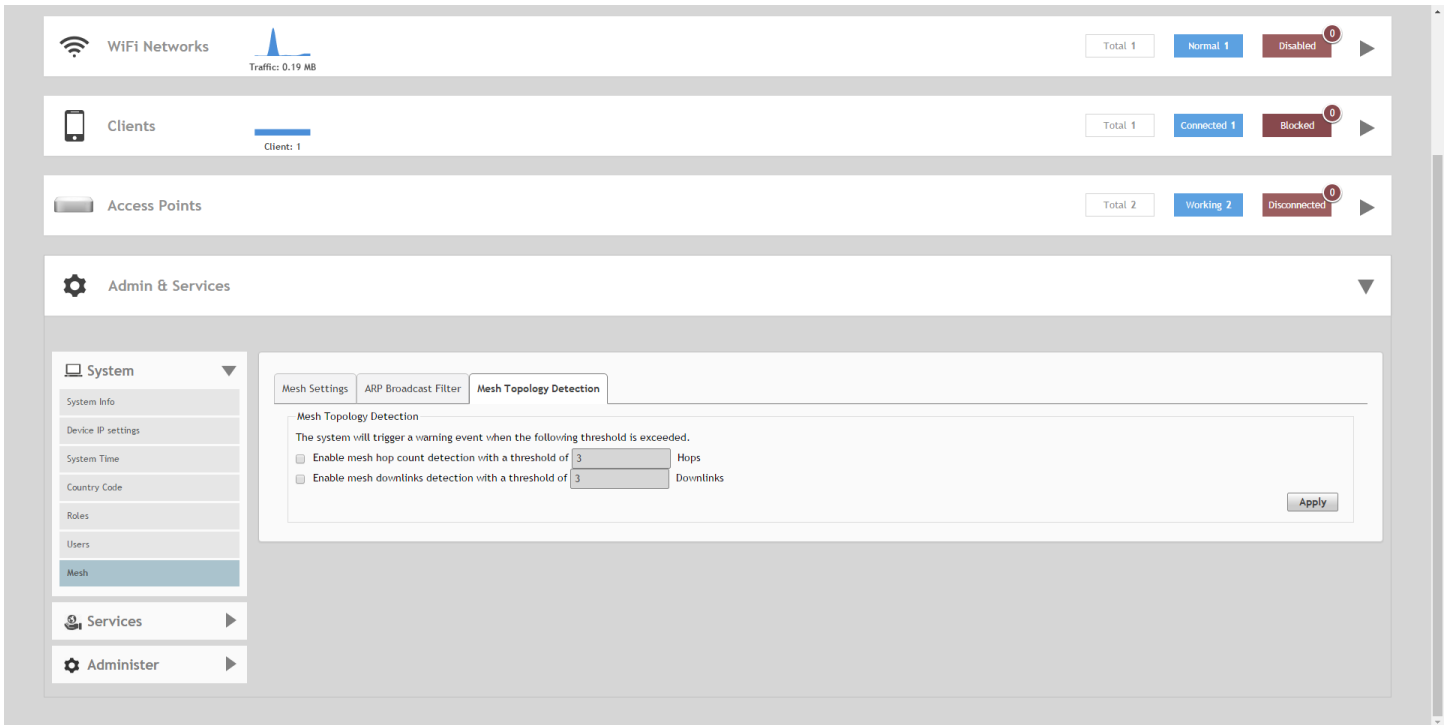 WiFi Networks
Traffic: 0.19 MB
Total 1
Normal 1
Disabled
0
Clients
Client: 1
Total 1
Connected 1
Blocked
0
Access Points
Total 2
Working 2
Disconnected
0
Admin & Services
System
System Info
Device IP settings
System Time
Country Code
Roles
Users
Mesh
Services
Administer
Mesh Settings
ARP Broadcast Filter
Mesh Topology Detection
Mesh Topology Detection
The system will trigger a warning event when the following threshold is exceeded.
Enable mesh hop count detection with a threshold of 3 Hops
Enable mesh downlinks detection with a threshold of 3 Downlinks
Apply